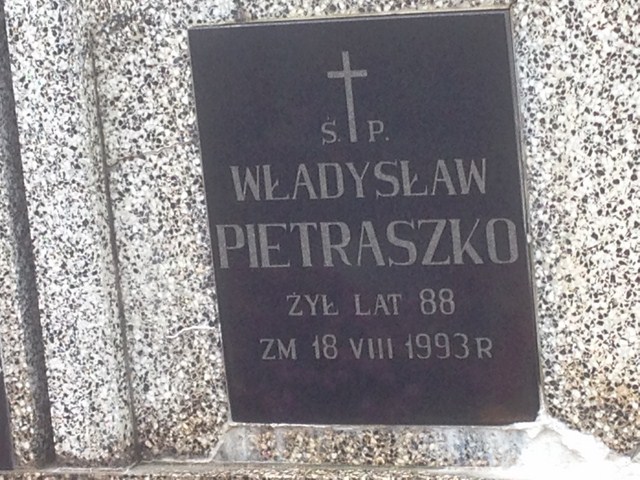 Ś. P.
WŁADYSŁAW
PIETRASZKO
ŻYŁ LAT 88
ZM 18 VIII 1993 R